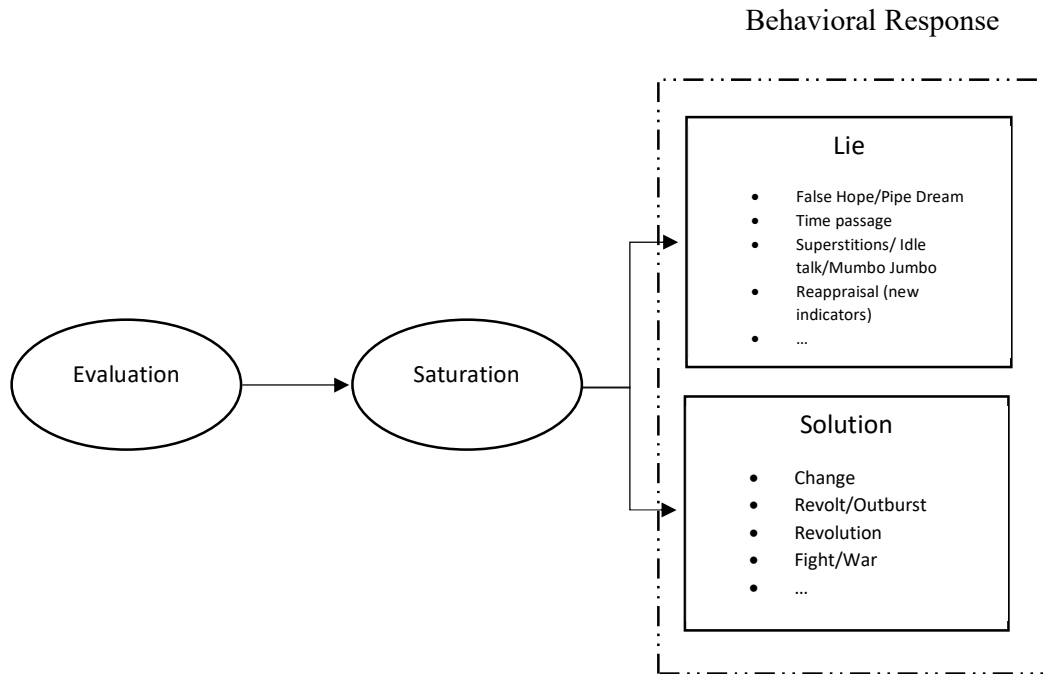 Behavioral Response
Lie
• False Hope/Pipe Dream
• Time passage
• Superstitions/ Idle
talk/Mumbo Jumbo
• Reappraisal (new
indicators)
• ...
Evaluation
Saturation
Solution
• Change
• Revolt/Outburst
• Revolution
• Fight/War
• ...